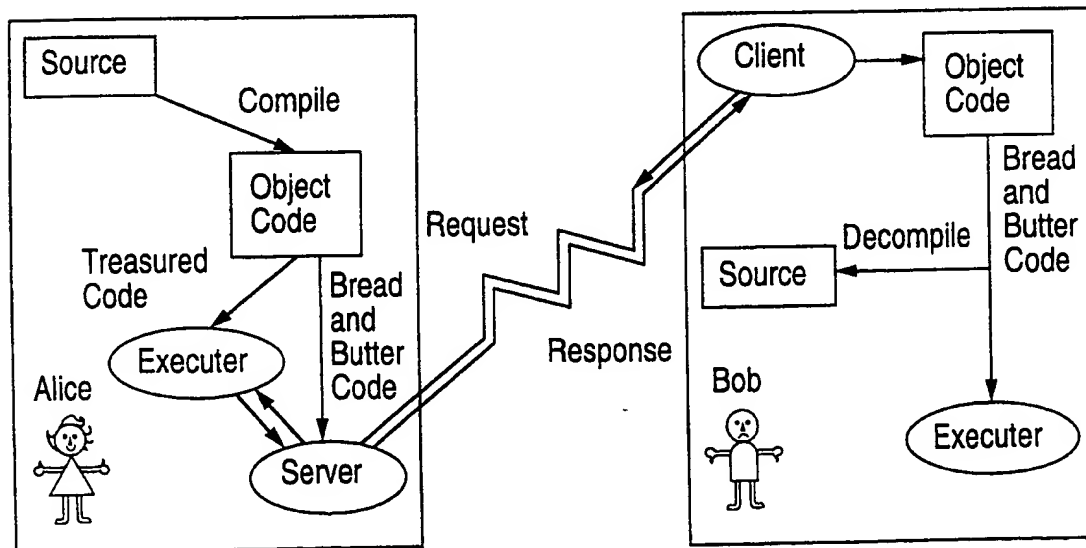 Source
Compile
Object
Code
Treasured
Code
Bread
and
Butter
Code
Executer
Alice
Server
Request
Response
Client
Object
Code
Bread
and
Butter
Code
Decompile
Source
Bob
Executer